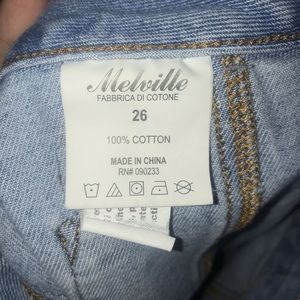 Melville
FABBRICA DI COTONE
26
100% COTTON
MADE IN CHINA
RN# 090233